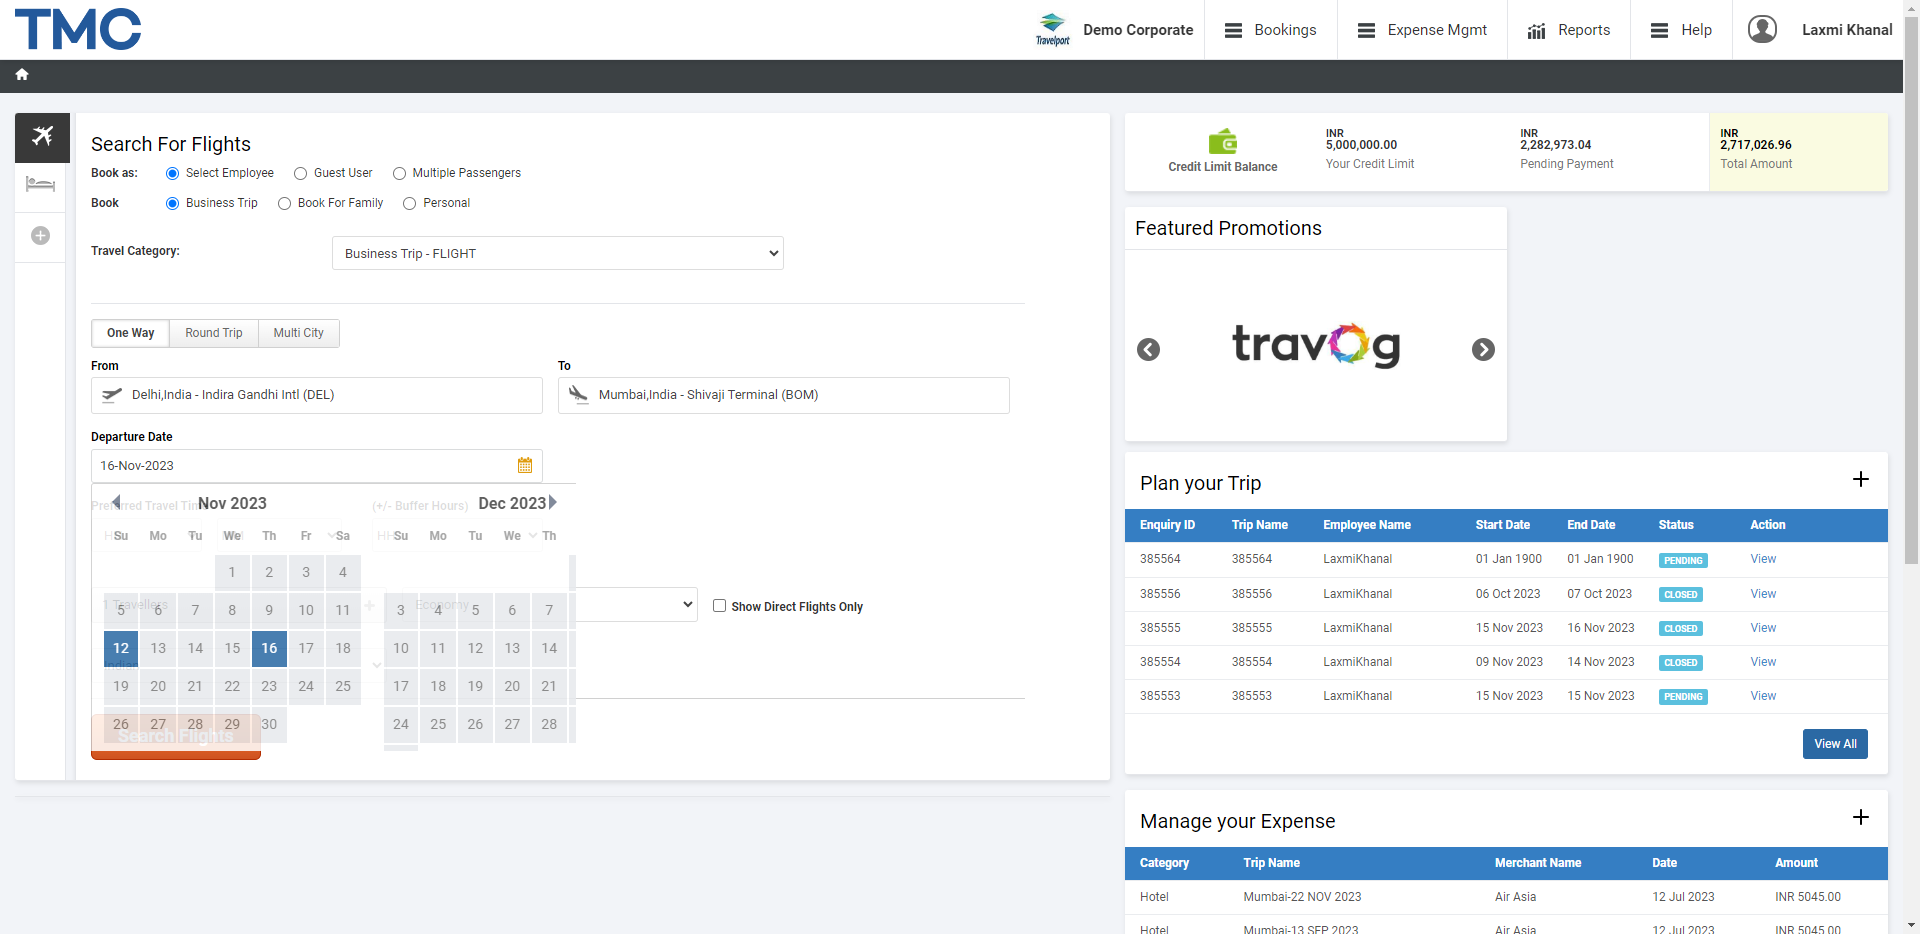 TMC
Travelport
Demo Corporate
Bookings
Expense Mgmt
Reports
Help
Laxmi Khanal
Search For Flights
Book as: Select Employee Guest User Multiple Passengers
Book Business Trip Book For Family Personal
Travel Category: Business Trip - FLIGHT
One Way Round Trip Multi City
From To
Delhi,India - Indira Gandhi Intl (DEL) Mumbai,India - Shivaji Terminal (BOM)
Departure Date
16-Nov-2023
Preferred Travel Time (+/- Buffer Hours)
Nov 2023 Dec 2023
Su Mo Tu We Th Fr Sa Su Mo Tu We Th
1 2 3 4
5 6 7 8 9 10 11 3 4 5 6 7
1 Travellers Economy
Show Direct Flights Only
12 13 14 15 16 17 18 10 11 12 13 14
Indian
19 20 21 22 23 24 25 17 18 19 20 21
26 27 28 29 30 24 25 26 27 28
Search Flights
Credit Limit Balance
INR
5,000,000.00
Your Credit Limit
INR
2,282,973.04
Pending Payment
INR
2,717,026.96
Total Amount
Featured Promotions
travog
Plan your Trip
Enquiry ID Trip Name Employee Name Start Date End Date Status Action
385564 385564 LaxmiKhanal 01 Jan 1900 01 Jan 1900 PENDING View
385556 385556 LaxmiKhanal 06 Oct 2023 07 Oct 2023 CLOSED View
385555 385555 LaxmiKhanal 15 Nov 2023 16 Nov 2023 CLOSED View
385554 385554 LaxmiKhanal 09 Nov 2023 14 Nov 2023 CLOSED View
385553 385553 LaxmiKhanal 15 Nov 2023 15 Nov 2023 PENDING View
View All
Manage your Expense
Category Trip Name Merchant Name Date Amount
Hotel Mumbai-22 NOV 2023 Air Asia 12 Jul 2023 INR 5045.00
Hotel Mumbai-13 SEP 2023 Air Asia 12 Jul 2023 INR 5045.00